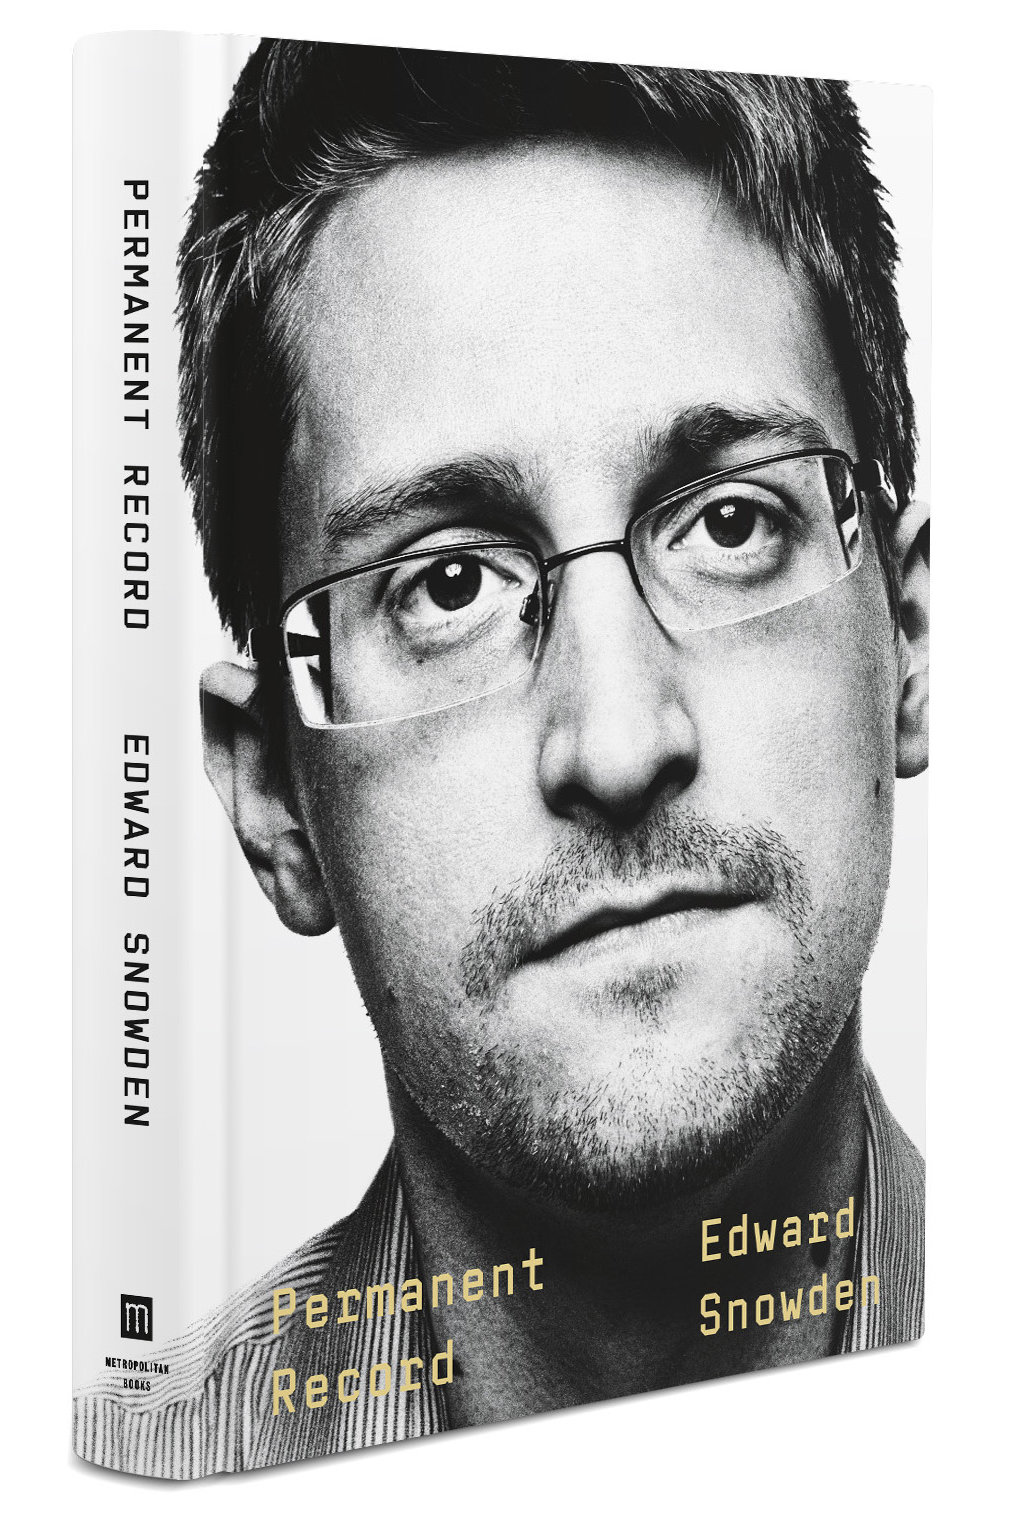 PERMANENT RECORD EDWARD SNOWDEN
m
METROPOLITAN
BOOKS
Permanent
Record
Edward
Snowden